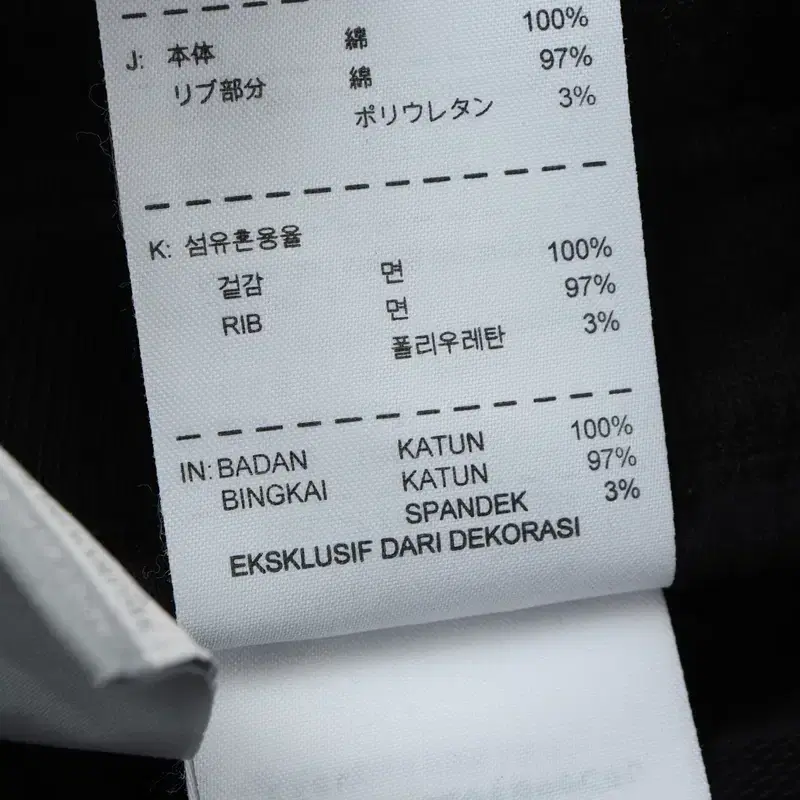 J: 本体 綿 100%
リブ部分 綿 97%
ポリウレタン 3%
K: 섬유혼용율
겉감 면 100%
RIB 면 97%
폴리우레탄 3%
IN: BADAN KATUN 100%
BINGKAI KATUN 97%
SPANDEK 3%
EKSKLUSIF DARI DEKORASI